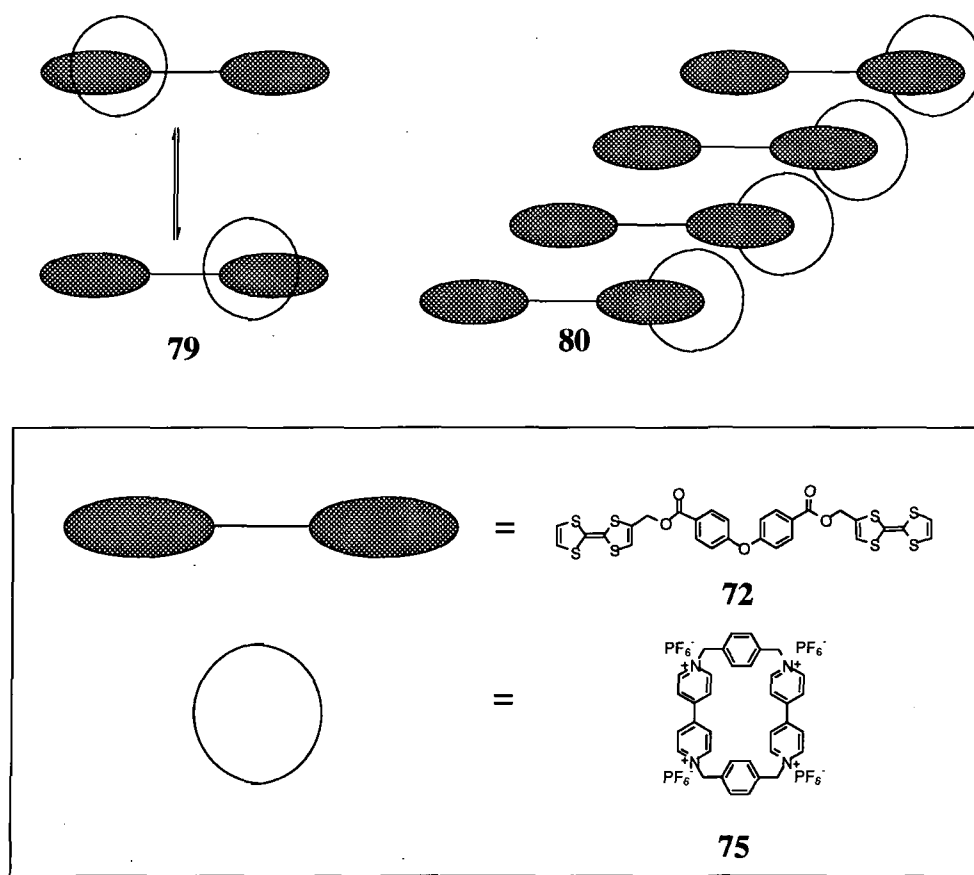 79
80
=
O
O
O
O
O
S
S
S
S
S
S
S
S
72
PF6-
PF6-
N+
N+
=
N+
N+
PF6-
PF6-
75